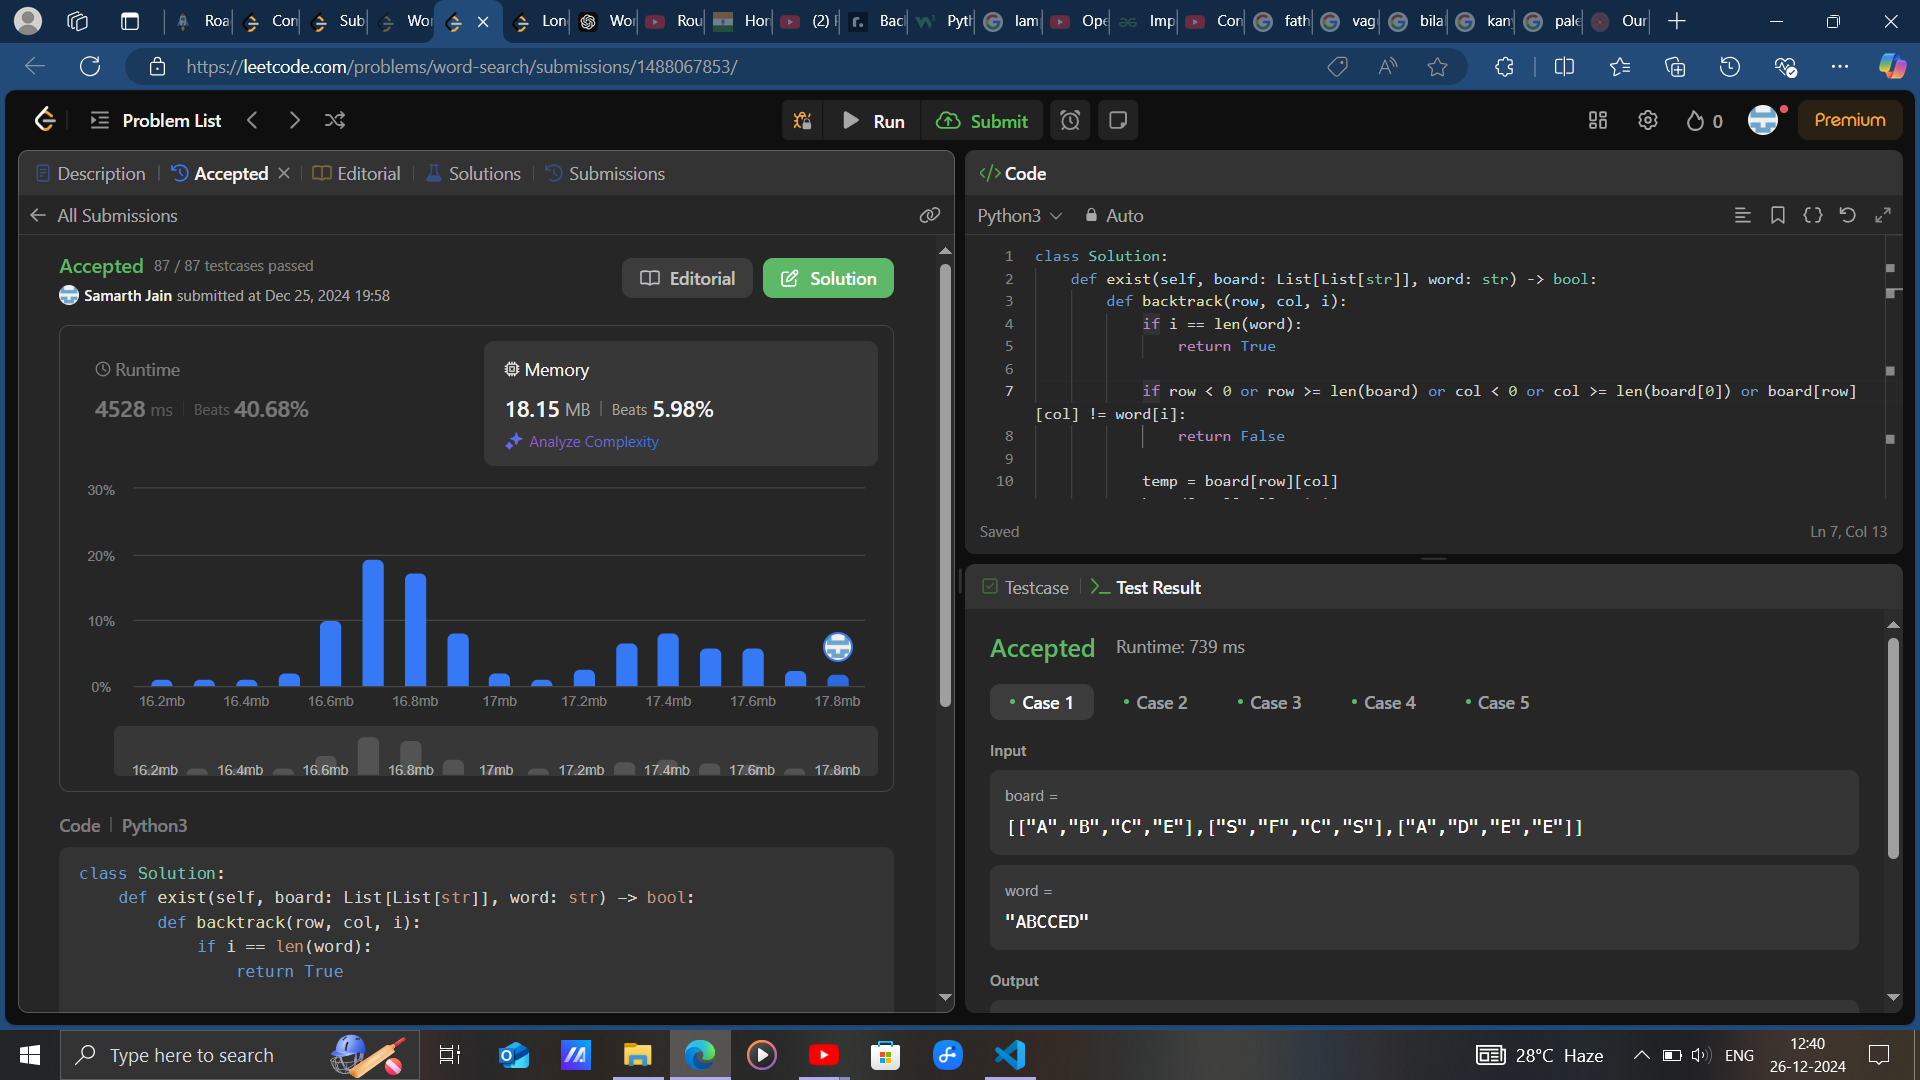 Roa
Con
Sub
Wo
Lon
Wo
Rou
Hor
(2)
Bac
Pyth
lam
Ope
Imp
Con
fath
vag
bila
kan
pale
Our
https://leetcode.com/problems/word-search/submissions/1488067853/
Problem List
Run
Submit
0
Premium
Description
Accepted
Editorial
Solutions
Submissions
All Submissions
Accepted 87 / 87 testcases passed
Samarth Jain submitted at Dec 25, 2024 19:58
Editorial
Solution
Runtime
4528 ms | Beats 40.68%
Memory
18.15 MB | Beats 5.98%
Analyze Complexity
30%
20%
10%
0%
16.2mb 16.4mb 16.6mb 16.8mb 17mb 17.2mb 17.4mb 17.6mb 17.8mb
16.2mb 16.4mb 16.6mb 16.8mb 17mb 17.2mb 17.4mb 17.6mb 17.8mb
Code | Python3
class Solution:
def exist(self, board: List[List[str]], word: str) -> bool:
def backtrack(row, col, i):
if i == len(word):
return True
</> Code
Python3
Auto
1 class Solution:
2 def exist(self, board: List[List[str]], word: str) -> bool:
3 def backtrack(row, col, i):
4 if i == len(word):
5 return True
6
7 if row < 0 or row >= len(board) or col < 0 or col >= len(board[0]) or board[row]
[col] != word[i]:
8 return False
9
10 temp = board[row][col]
Saved
Ln 7, Col 13
Testcase
Test Result
Accepted Runtime: 739 ms
Case 1
Case 2
Case 3
Case 4
Case 5
Input
board =
[["A","B","C","E"],["S","F","C","S"],["A","D","E","E"]]
word =
"ABCCED"
Output
Type here to search
28°C Haze
ENG
12:40
26-12-2024